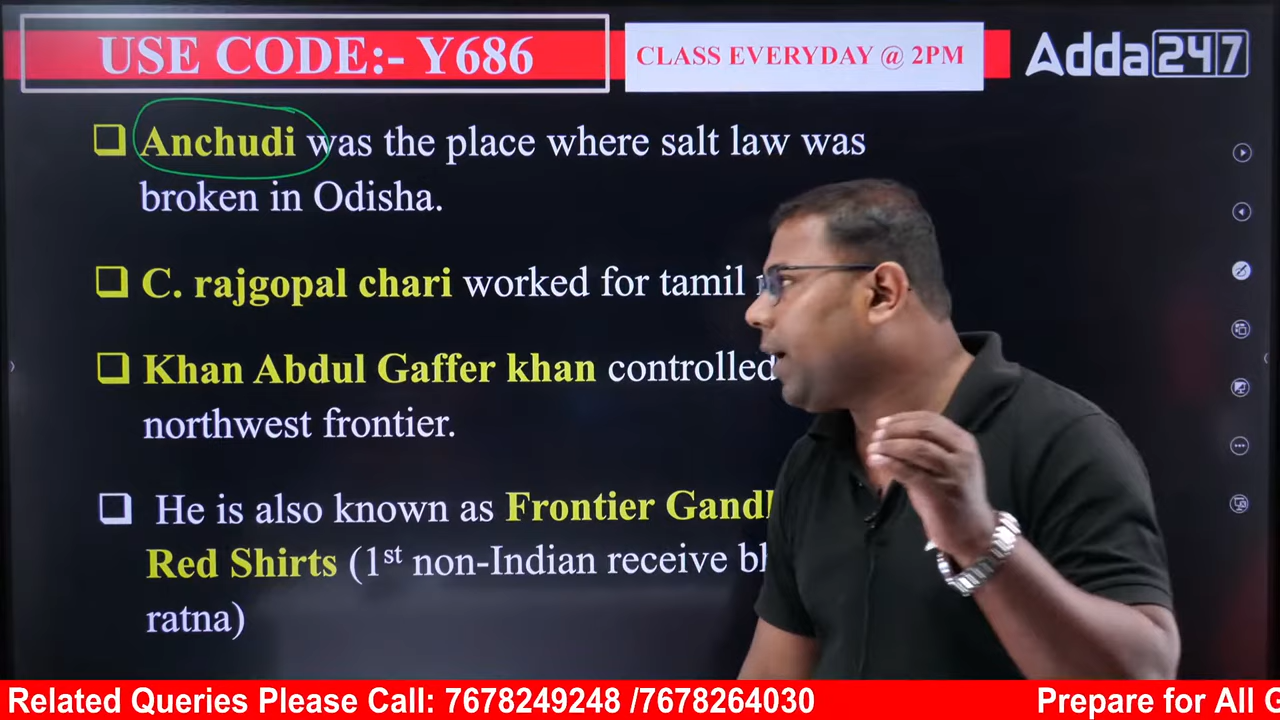 USE CODE:- Y686
CLASS EVERYDAY @ 2PM
Adda247
Anchudi was the place where salt law was
broken in Odisha.
C. rajgopal chari worked for tamil
Khan Abdul Gaffer khan controlled
northwest frontier.
He is also known as Frontier
Red Shirts (1st non-Indian receive
ratna)
Related Queries Please Call: 7678249248 /7678264030
Prepare for All